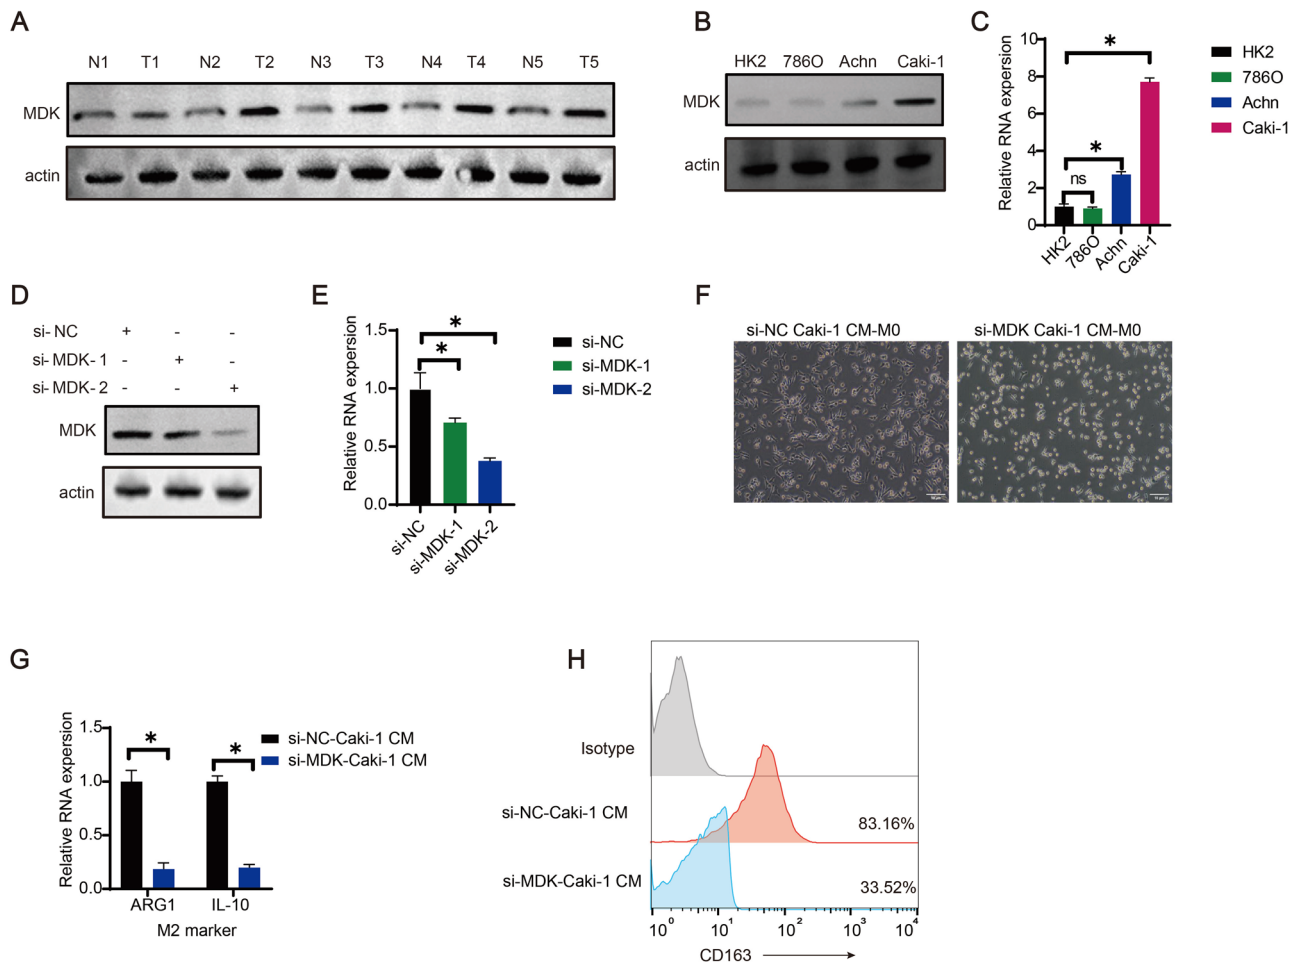 A
N1 T1 N2 T2 N3 T3 N4 T4 N5 T5
MDK
actin
B
HK2 786O Achn Caki-1
MDK
actin
C
Relative RNA expersion
10
8
6
4
2
0
*
*
ns
HK2 786O Achn Caki-1
HK2
786O
Achn
Caki-1
D
si-NC + - -
si-MDK-1 - + -
si-MDK-2 - - +
MDK
actin
E
Relative RNA expersion
1.5
1.0
0.5
0.0
*
*
si-NC si-MDK-1 si-MDK-2
si-NC
si-MDK-1
si-MDK-2
F
si-NC Caki-1 CM-M0 si-MDK Caki-1 CM-M0
G
Relative RNA expersion
1.5
1.0
0.5
0.0
* *
ARG1 IL-10
M2 marker
si-NC-Caki-1 CM
si-MDK-Caki-1 CM
H
Isotype
si-NC-Caki-1 CM 83.16%
si-MDK-Caki-1 CM 33.52%
10⁰ 10¹ 10² 10³ 10⁴
CD163